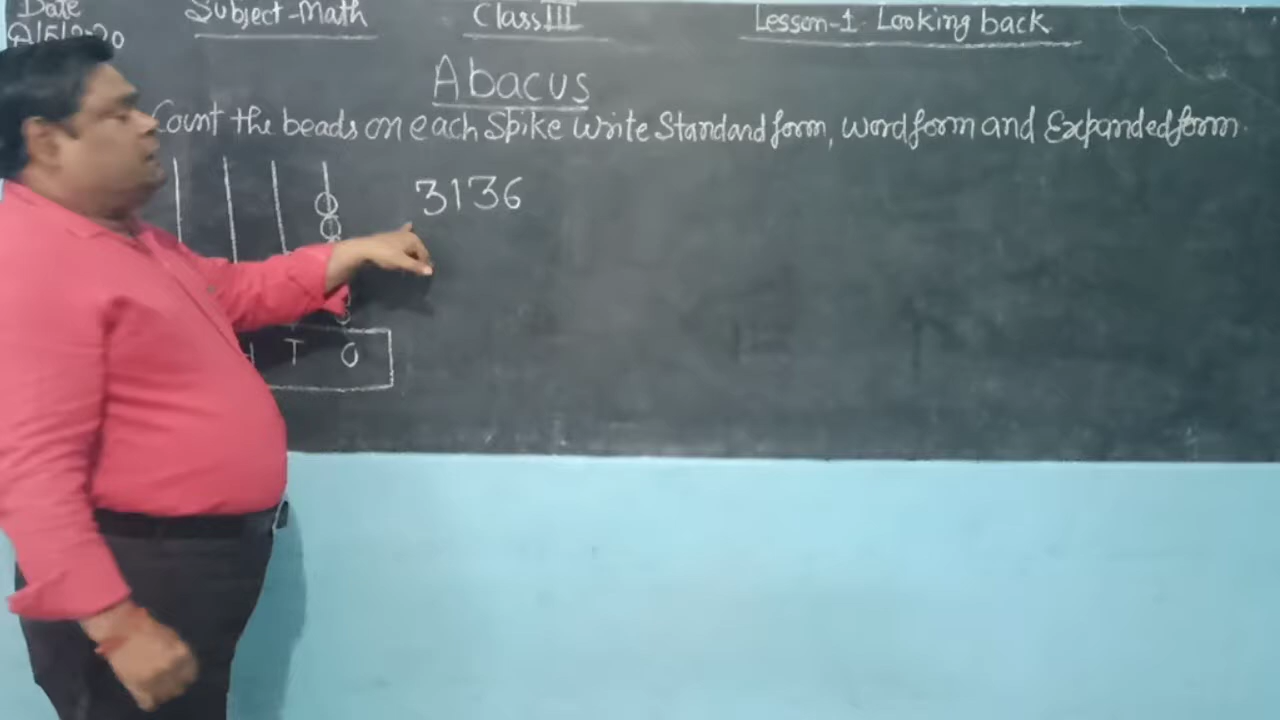 Date Subject-Math Class III Lesson-1 Looking back
Abacus
Count the beads on each Spike Write Standard form, word form and Expanded form.
3136
T O